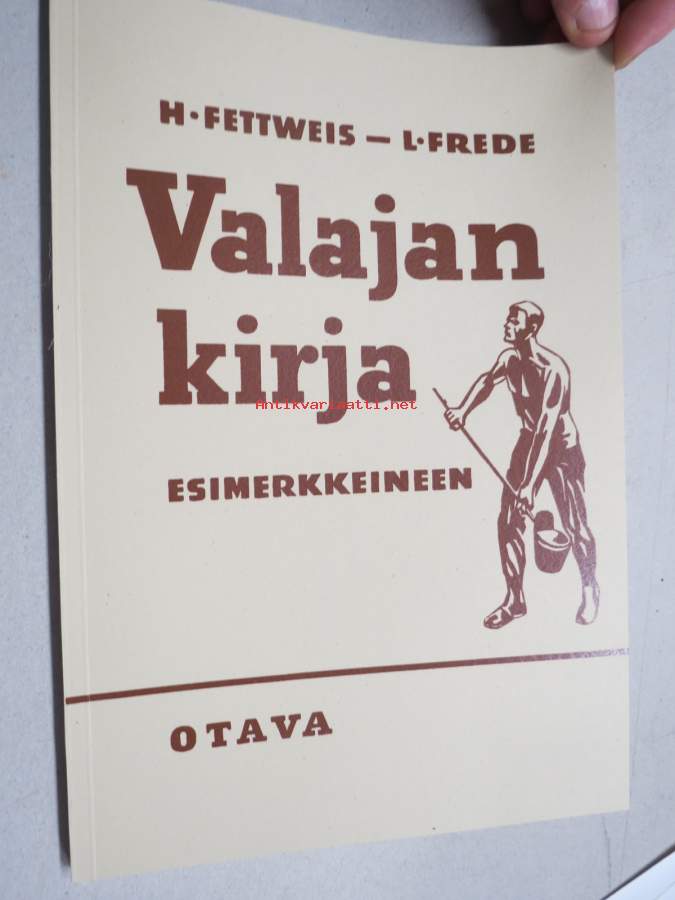 H·FETTWEIS — L·FREDE
Valajan
kirja
Antikvariaatti.net
ESIMERKKEINEEN
OTAVA